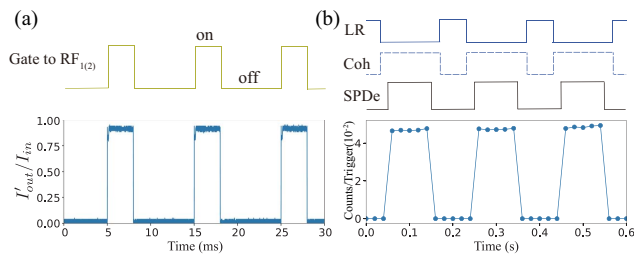 (a)
on
Gate to RF1(2)
off
1.00
0.75
0.50
0.25
0.00
I'out/Iin
0 5 10 15 20 25 30
Time (ms)
(b)
LR
Coh
SPDe
Counts/Trigger(10-2)
4
2
0
0.0 0.1 0.2 0.3 0.4 0.5 0.6
Time (s)